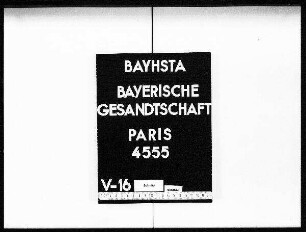 BAYHSTA
BAYERISCHE
GESANDTSCHAFT
PARIS
4555
V-16